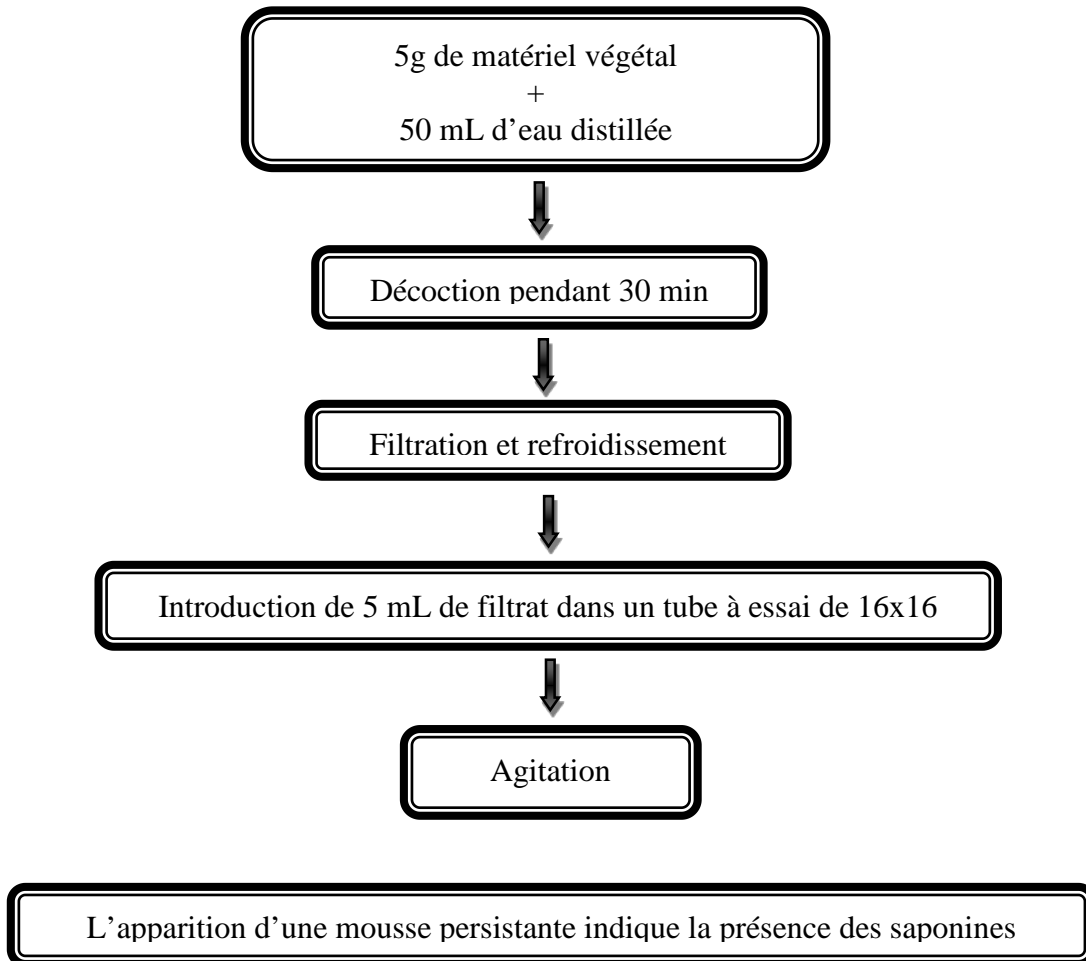 5g de matériel végétal
+
50 mL d’eau distillée
Décoction pendant 30 min
Filtration et refroidissement
Introduction de 5 mL de filtrat dans un tube à essai de 16x16
Agitation
L’apparition d’une mousse persistante indique la présence des saponines